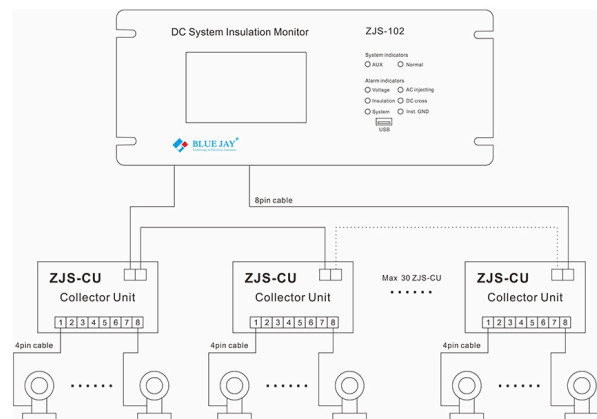 DC System Insulation Monitor
ZJS-102
System indicators
AUX Normal
Alarm indicators
Voltage AC injecting
Insulation DC cross
System Inst. GND
USB
BLUE JAY®
8pin cable
ZJS-CU
Collector Unit
1 2 3 4 5 6 7 8
4pin cable
ZJS-CU
Collector Unit
1 2 3 4 5 6 7 8
4pin cable
Max 30 ZJS-CU
ZJS-CU
Collector Unit
1 2 3 4 5 6 7 8
4pin cable